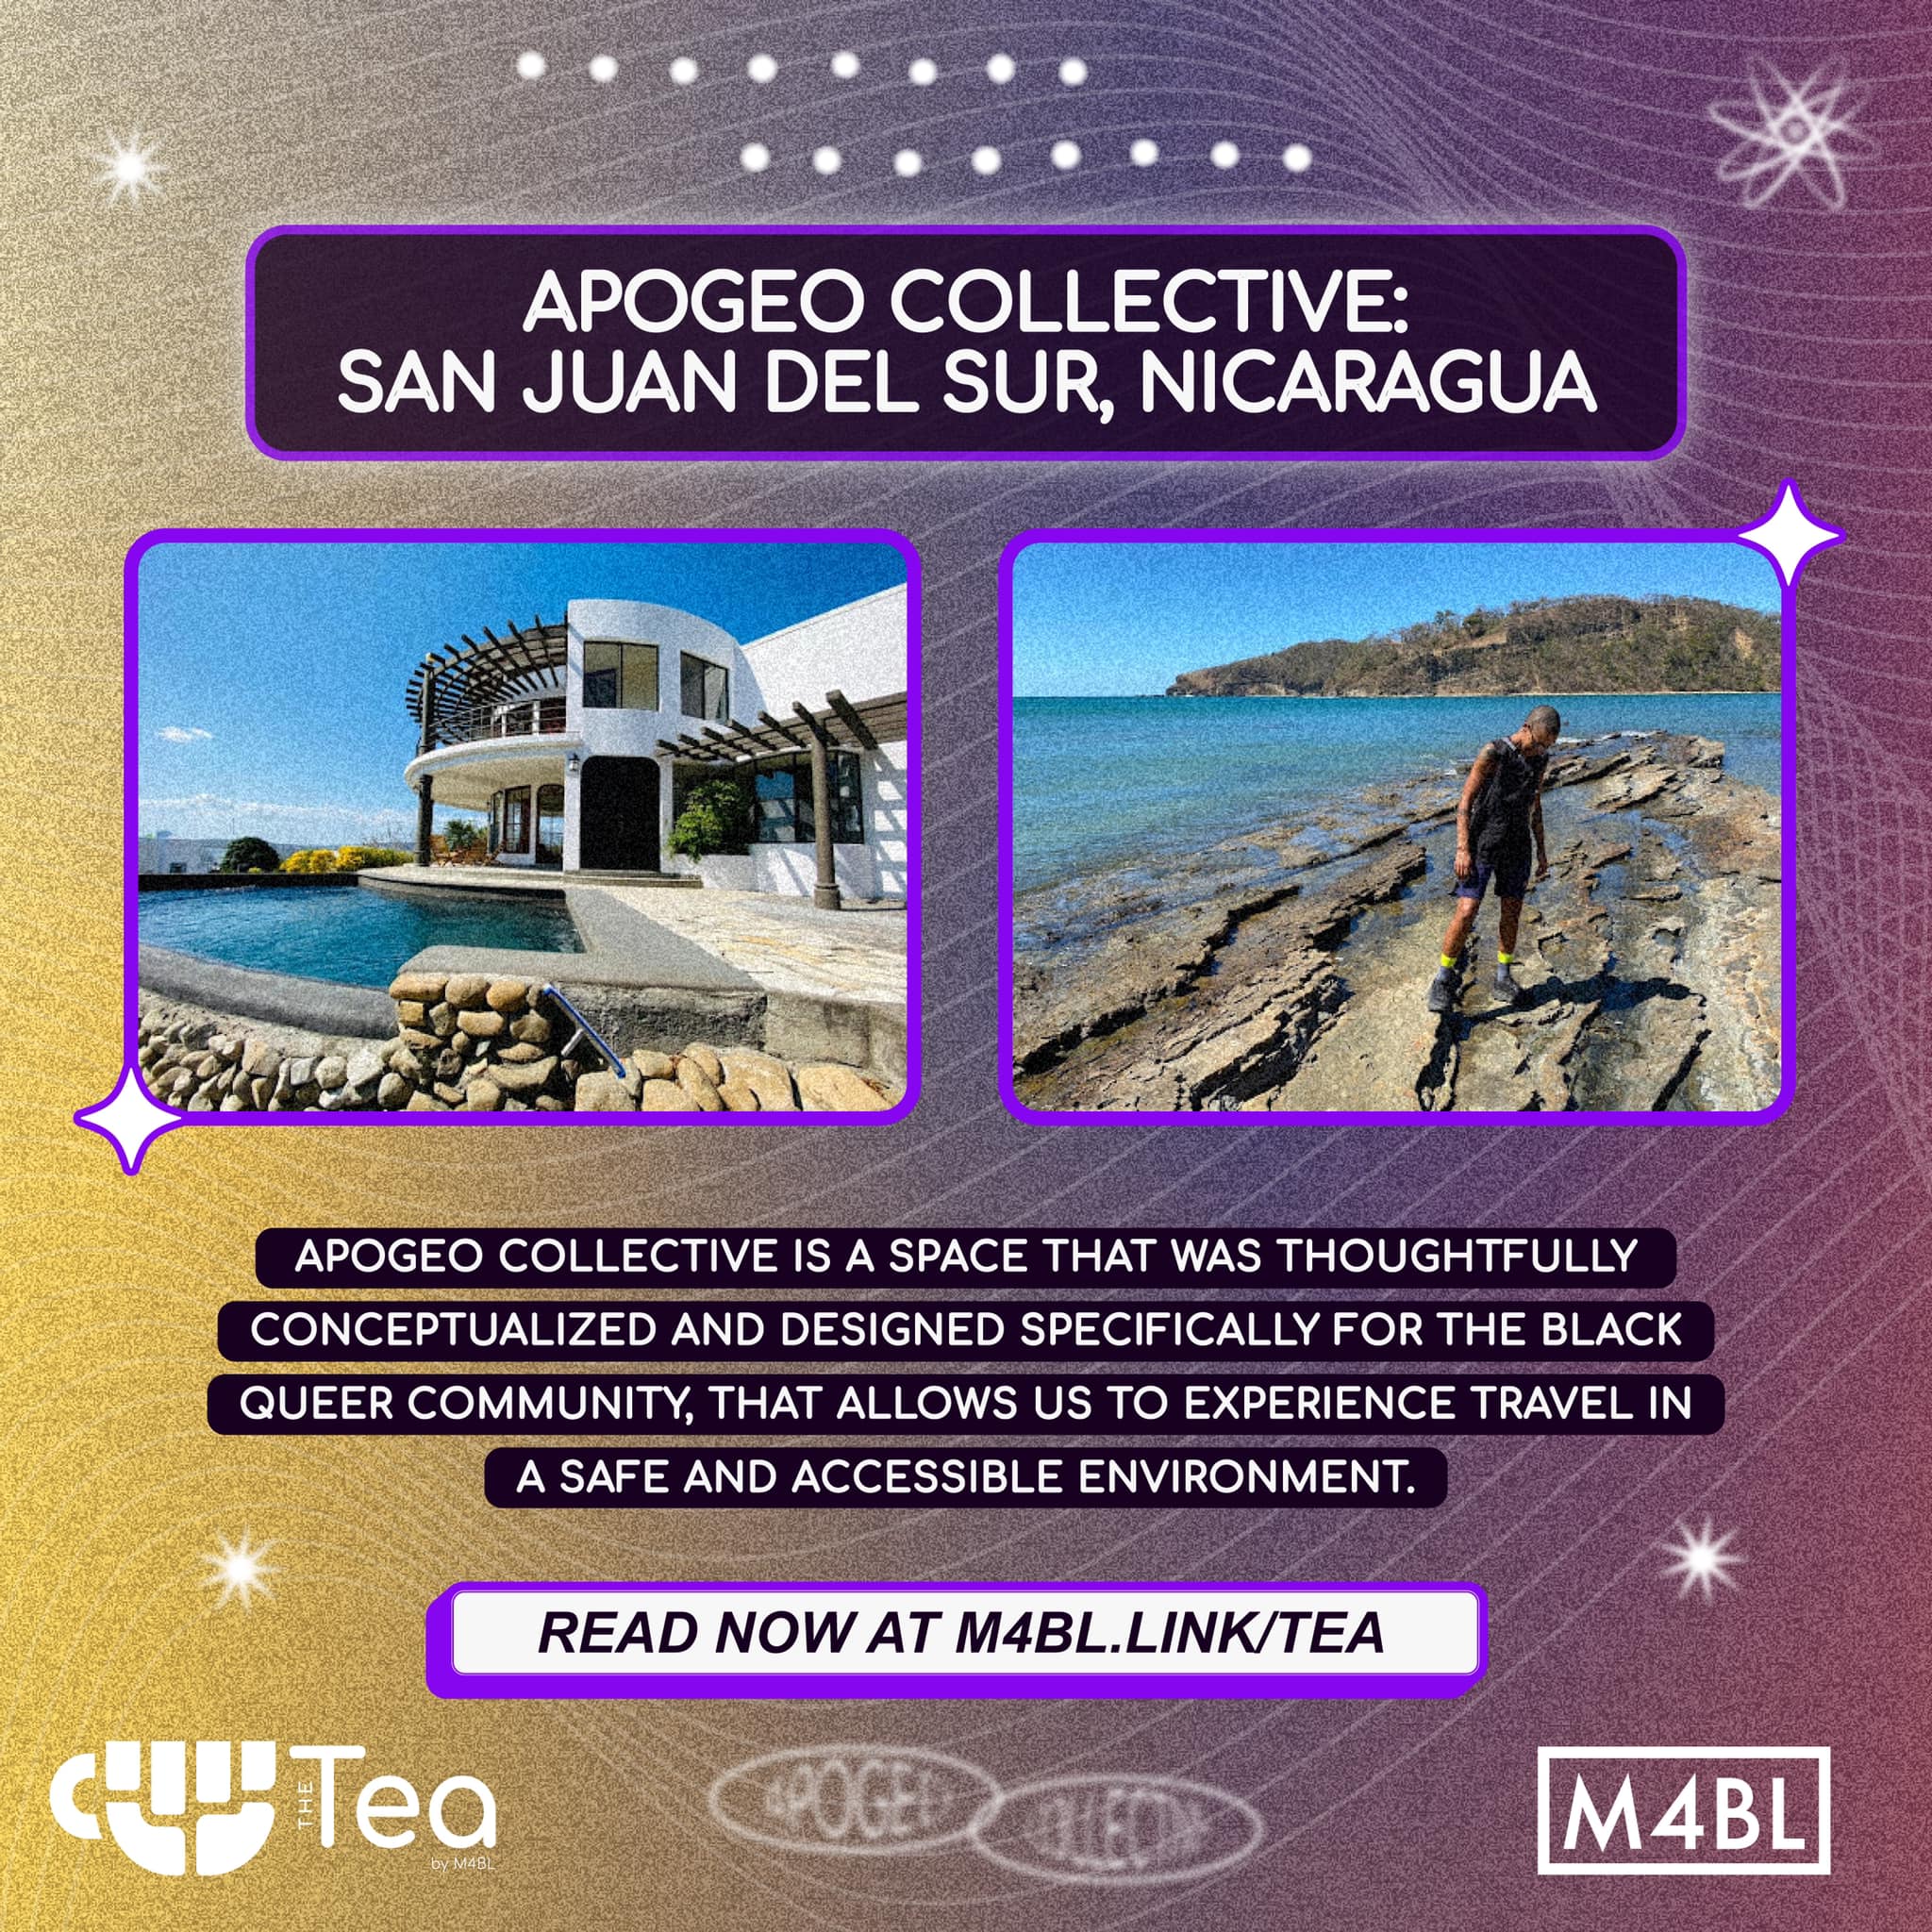 APOGEO COLLECTIVE:
SAN JUAN DEL SUR, NICARAGUA
APOGEO COLLECTIVE IS A SPACE THAT WAS THOUGHTFULLY
CONCEPTUALIZED AND DESIGNED SPECIFICALLY FOR THE BLACK
QUEER COMMUNITY, THAT ALLOWS US TO EXPERIENCE TRAVEL IN
A SAFE AND ACCESSIBLE ENVIRONMENT.
READ NOW AT M4BL.LINK/TEA
THE Tea
by M4BL
APOGEO
M4BL